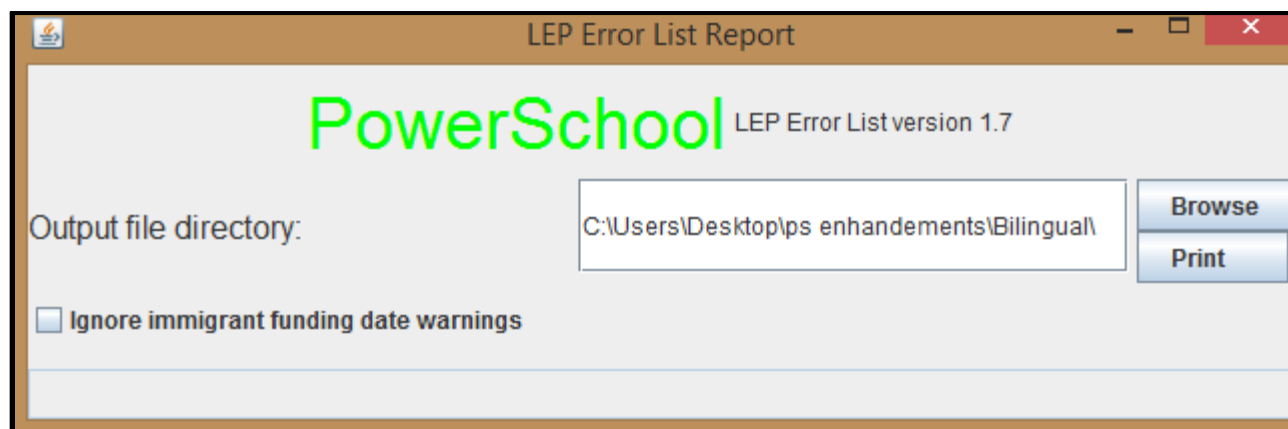 LEP Error List Report
PowerSchool LEP Error List version 1.7
Output file directory: C:\Users\Desktop\ps enhandements\Bilingual\ Browse
Print
Ignore immigrant funding date warnings